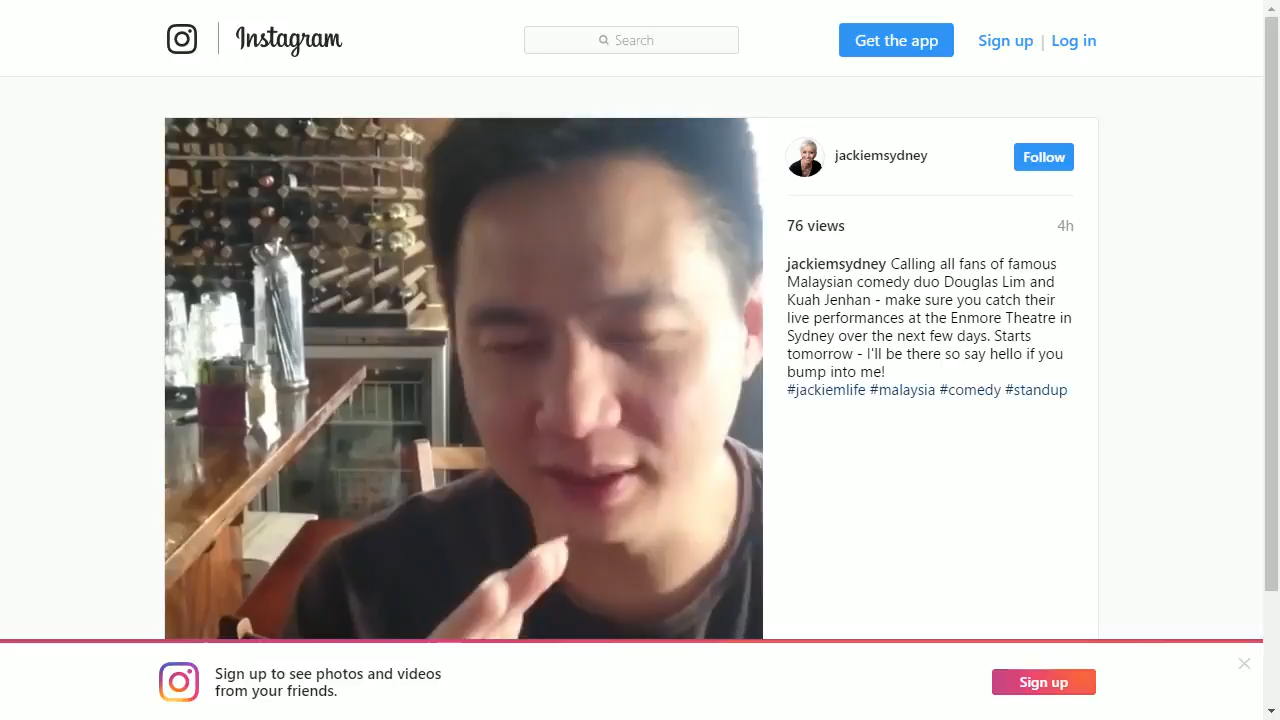 Instagram
Search
Get the app
Sign up | Log in
jackiemsydney
Follow
76 views
4h
jackiemsydney Calling all fans of famous
Malaysian comedy duo Douglas Lim and
Kuah Jenhan - make sure you catch their
live performances at the Enmore Theatre in
Sydney over the next few days. Starts
tomorrow - I'll be there so say hello if you
bump into me!
#jackiemlife #malaysia #comedy #standup
Sign up to see photos and videos
from your friends.
Sign up